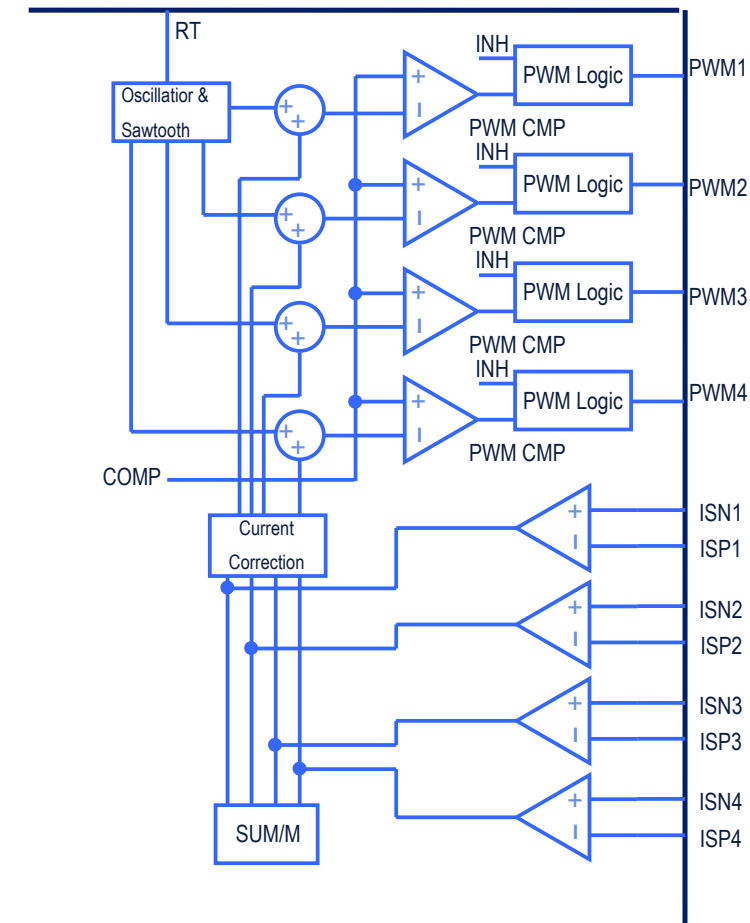 RT
INH
PWM Logic
PWM1
Oscillatior &
Sawtooth
+
+
+
−
PWM CMP
INH
PWM Logic
PWM2
+
+
+
−
PWM CMP
INH
PWM Logic
PWM3
+
+
+
−
PWM CMP
INH
PWM Logic
PWM4
+
+
+
−
PWM CMP
COMP
Current
Correction
+
−
ISN1
ISP1
+
−
ISN2
ISP2
+
−
ISN3
ISP3
+
−
ISN4
ISP4
SUM/M